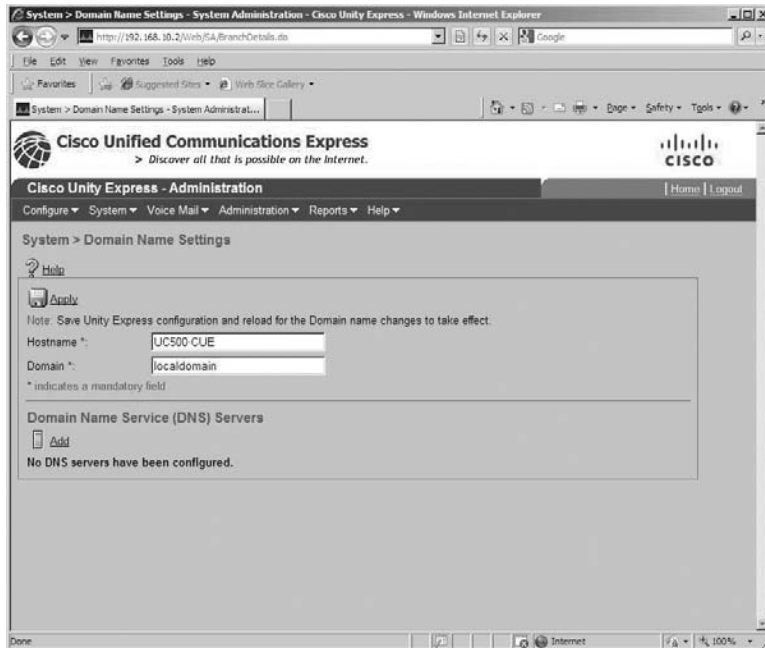 System > Domain Name Settings - System Administration - Cisco Unity Express - Windows Internet Explorer
http://192.168.10.2/Web/SA/BranchDetails.do
Google
File Edit View Favorites Tools Help
Favorites Suggested Sites Web Slice Gallery
System > Domain Name Settings - System Administrat...
Page Safety Tools
Cisco Unified Communications Express
> Discover all that is possible on the Internet.
CISCO
Cisco Unity Express - Administration
Home | Logout
Configure System Voice Mail Administration Reports Help
System > Domain Name Settings
Help
Apply
Note: Save Unity Express configuration and reload for the Domain name changes to take effect.
Hostname *: UC500-CUE
Domain *: localdomain
* indicates a mandatory field
Domain Name Service (DNS) Servers
Add
No DNS servers have been configured.
Done
Internet
100%